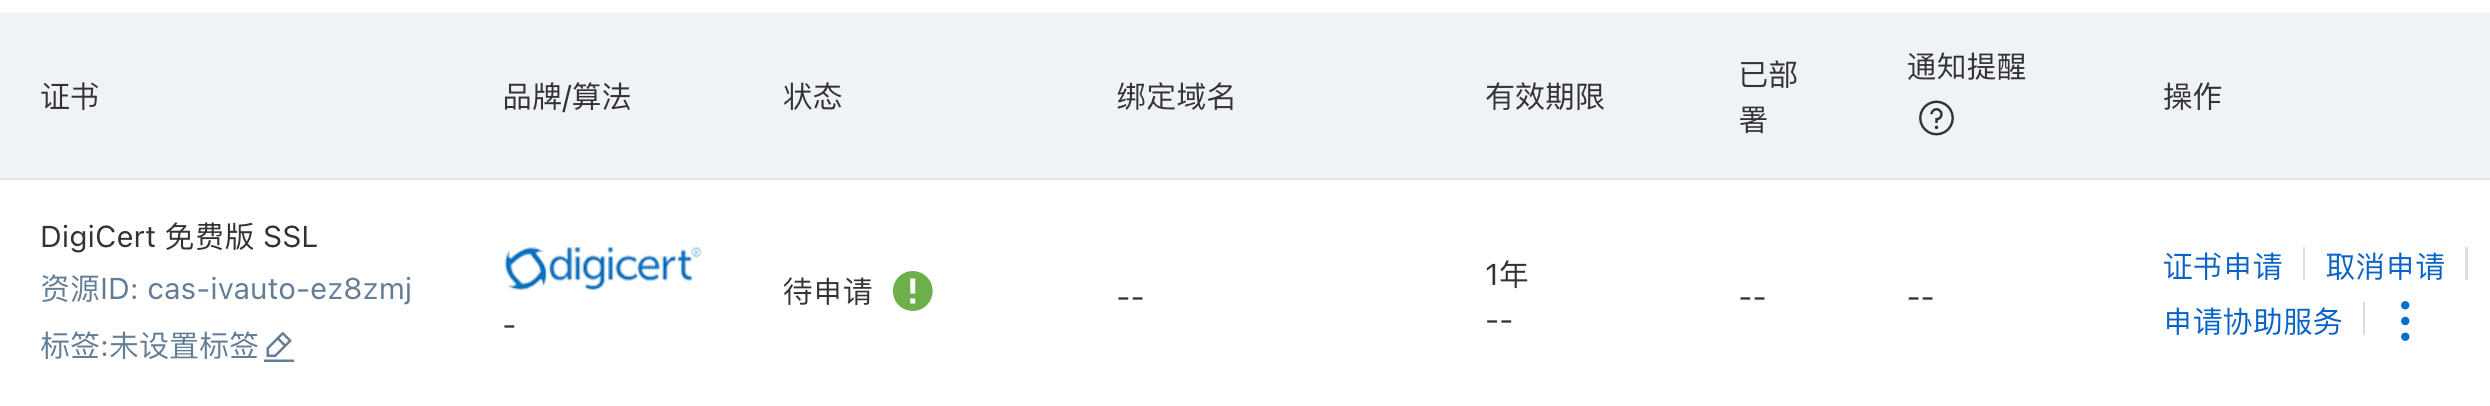 证书
品牌/算法
状态
绑定域名
有效期限
已部
署
通知提醒
?
操作
DigiCert 免费版 SSL
资源ID: cas-ivauto-ez8zmj
标签:未设置标签
digicert®
-
待申请
--
1年
--
--
--
证书申请
取消申请
申请协助服务